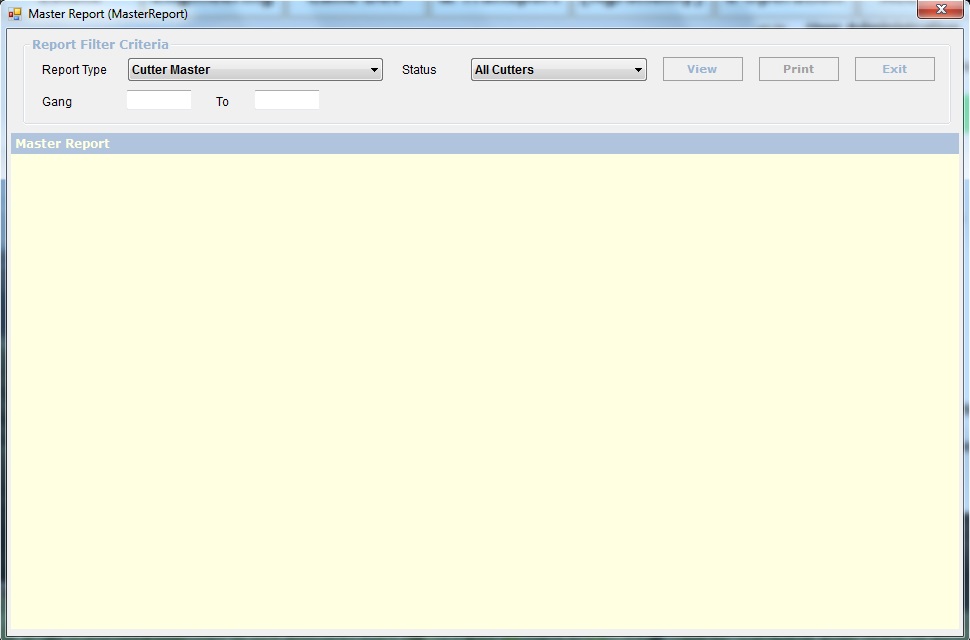 Master Report (MasterReport)
Report Filter Criteria
Report Type Cutter Master Status All Cutters View Print Exit
Gang To
Master Report